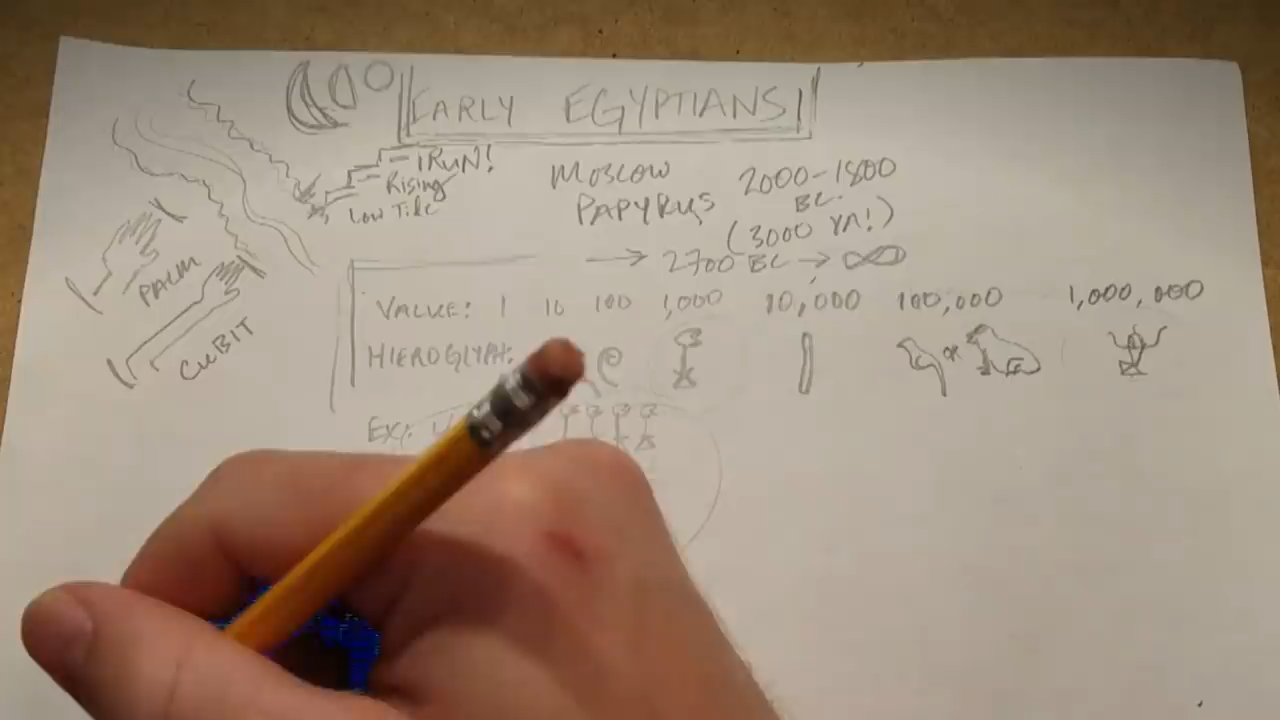 EARLY EGYPTIANS!
RUN!
Rising
Low Tide
MOSCOW
PAPYRUS
2000-1800
BC.
(3000 YA!)
→ 2700 BC → ∞
PALM
CUBIT
VALUE: 1 10 100 1,000 10,000 100,000 1,000,000
HIEROGLYPH:
or
EX: